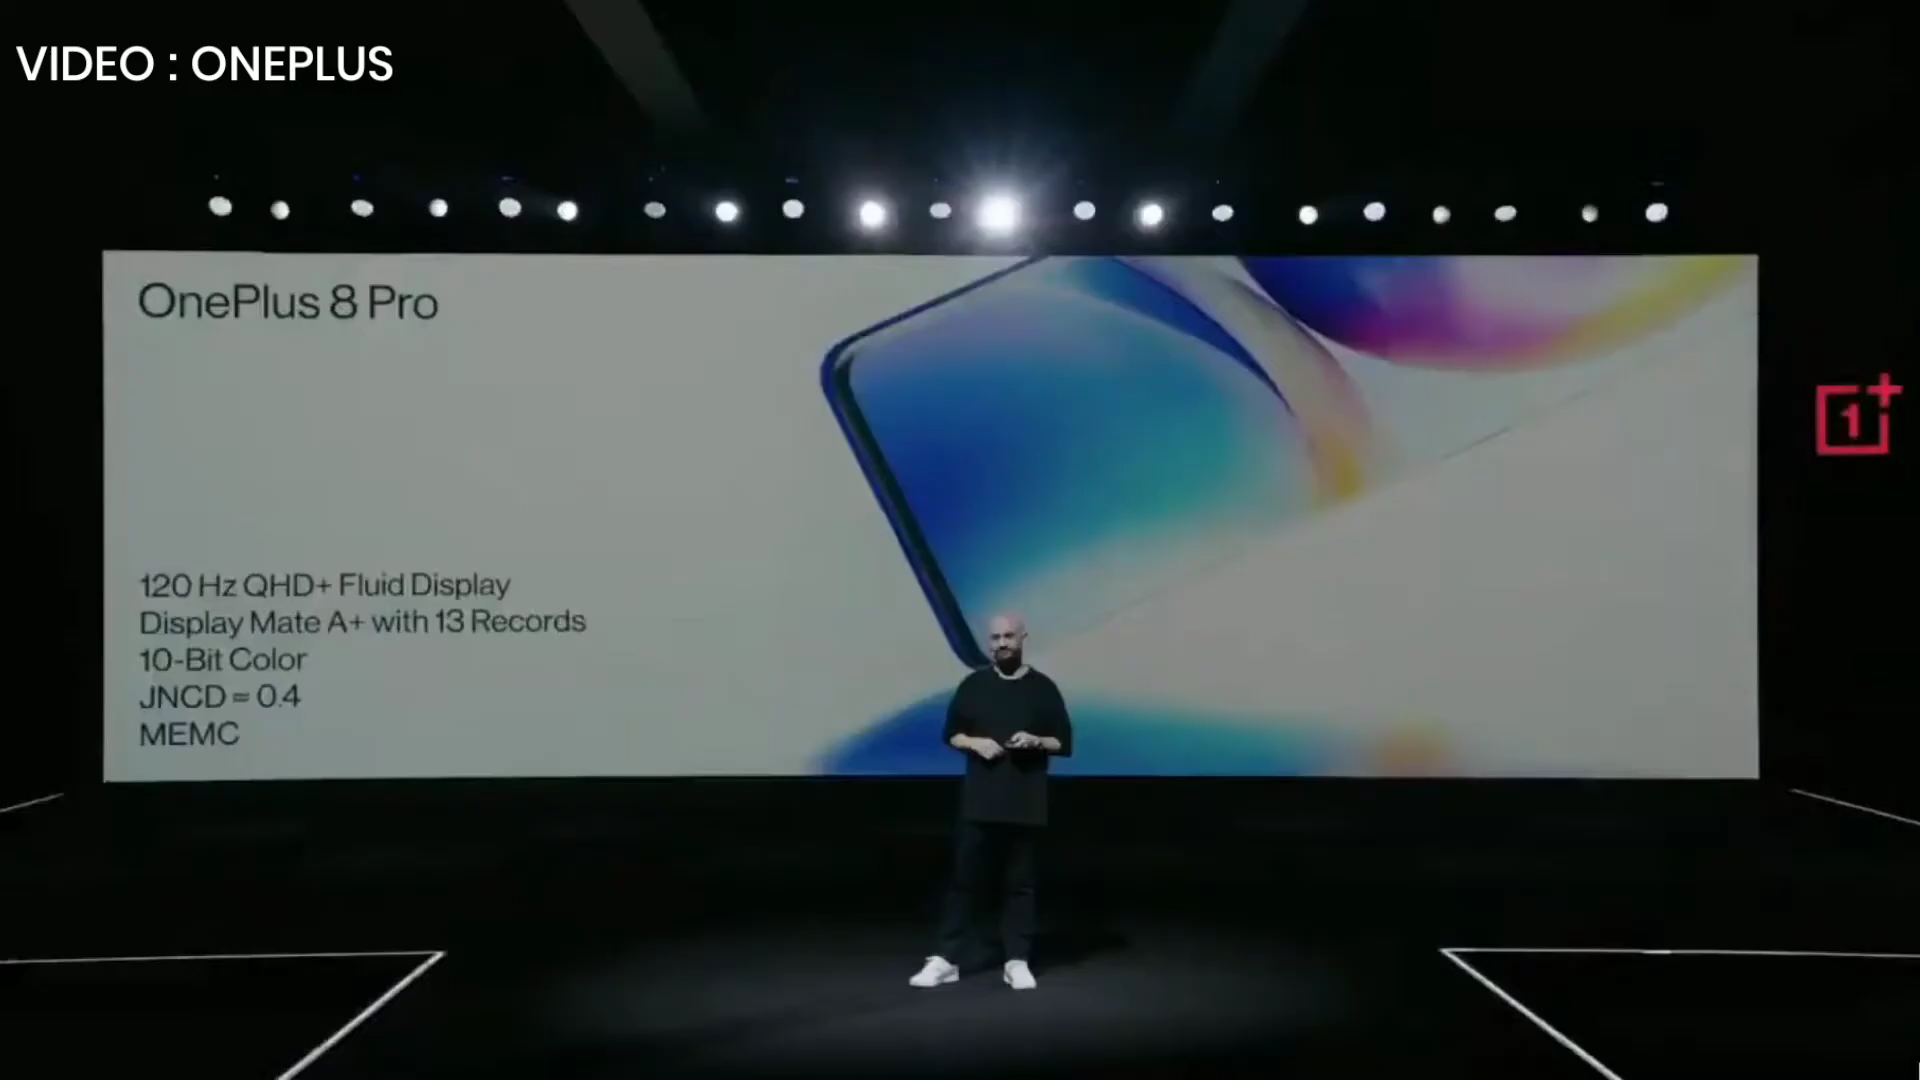 VIDEO : ONEPLUS
OnePlus 8 Pro
1+
120 Hz QHD+ Fluid Display
Display Mate A+ with 13 Records
10-Bit Color
JNCD = 0.4
MEMC